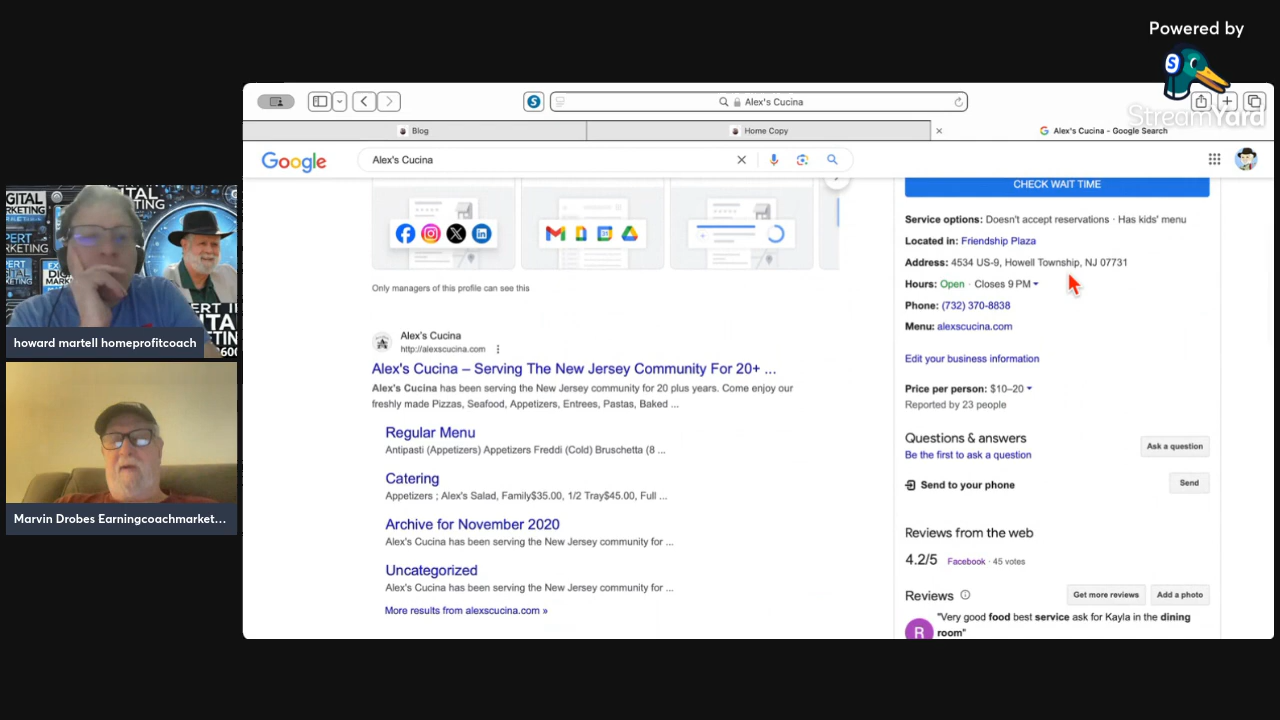 Powered by
S
StreamYard
S
Alex's Cucina
Blog
Home Copy
Alex's Cucina - Google Search
Google
Alex's Cucina
CHECK WAIT TIME
Service options: Doesn't accept reservations · Has kids' menu
Located in: Friendship Plaza
Address: 4534 US-9, Howell Township, NJ 07731
Hours: Open · Closes 9 PM
Phone: (732) 370-8838
Menu: alexscucina.com
Edit your business information
Price per person: $10–20
Reported by 23 people
Questions & answers
Be the first to ask a question
Ask a question
Send to your phone
Send
Reviews from the web
4.2/5 Facebook · 45 votes
Reviews
Get more reviews
Add a photo
R
"Very good food best service ask for Kayla in the dining
room"
Only managers of this profile can see this
Alex's Cucina
http://alexscucina.com
Alex's Cucina – Serving The New Jersey Community For 20+ ...
Alex's Cucina has been serving the New Jersey community for 20 plus years. Come enjoy our
freshly made Pizzas, Seafood, Appetizers, Entrees, Pastas, Baked ...
Regular Menu
Antipasti (Appetizers) Appetizers Freddi (Cold) Bruschetta (8 ...
Catering
Appetizers ; Alex's Salad, Family$35.00, 1/2 Tray$45.00, Full ...
Archive for November 2020
Alex's Cucina has been serving the New Jersey community for ...
Uncategorized
Alex's Cucina has been serving the New Jersey community for ...
More results from alexscucina.com »
howard martell homeprofitcoach
Marvin Drobes Earningcoachmarket...